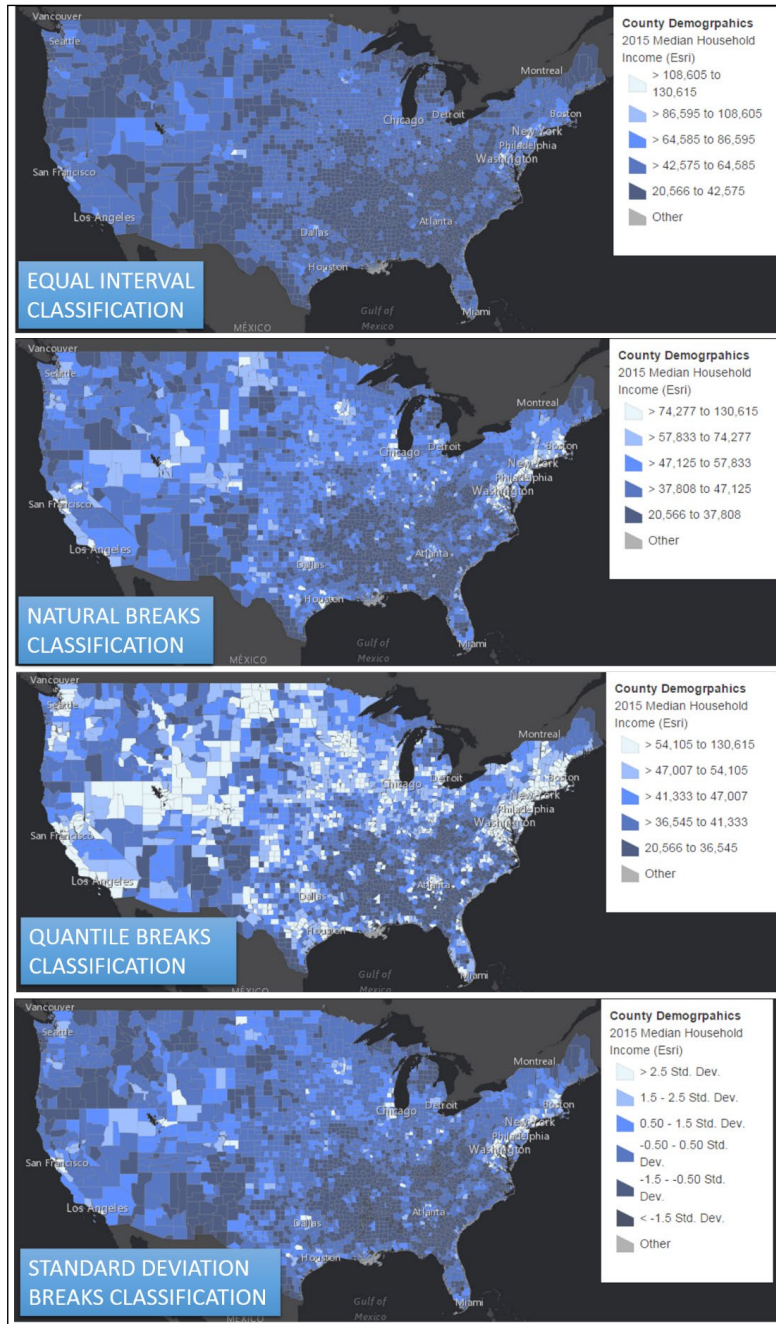 Vancouver
Seattle
San Francisco
Los Angeles
Dallas
Houston
Chicago
Detroit
Atlanta
Miami
Montreal
Boston
New York
Philadelphia
Washington
Gulf of
Mexico
MÉXICO
EQUAL INTERVAL
CLASSIFICATION
County Demogrpahics
2015 Median Household
Income (Esri)
> 108,605 to
130,615
> 86,595 to 108,605
> 64,585 to 86,595
> 42,575 to 64,585
20,566 to 42,575
Other
Vancouver
Seattle
San Francisco
Los Angeles
Dallas
Houston
Chicago
Detroit
Atlanta
Miami
Montreal
Boston
New York
Philadelphia
Washington
Gulf of
Mexico
MÉXICO
NATURAL BREAKS
CLASSIFICATION
County Demogrpahics
2015 Median Household
Income (Esri)
> 74,277 to 130,615
> 57,833 to 74,277
> 47,125 to 57,833
> 37,808 to 47,125
20,566 to 37,808
Other
Vancouver
Seattle
San Francisco
Los Angeles
Dallas
Houston
Chicago
Detroit
Atlanta
Miami
Montreal
Boston
New York
Philadelphia
Washington
Gulf of
Mexico
MÉXICO
QUANTILE BREAKS
CLASSIFICATION
County Demogrpahics
2015 Median Household
Income (Esri)
> 54,105 to 130,615
> 47,007 to 54,105
> 41,333 to 47,007
> 36,545 to 41,333
20,566 to 36,545
Other
Vancouver
Seattle
San Francisco
Los Angeles
Dallas
Houston
Chicago
Detroit
Atlanta
Miami
Montreal
Boston
New York
Philadelphia
Washington
Gulf of
Mexico
STANDARD DEVIATION
BREAKS CLASSIFICATION
County Demogrpahics
2015 Median Household
Income (Esri)
> 2.5 Std. Dev.
1.5 - 2.5 Std. Dev.
0.50 - 1.5 Std. Dev.
-0.50 - 0.50 Std.
Dev.
-1.5 - -0.50 Std.
Dev.
< -1.5 Std. Dev.
Other